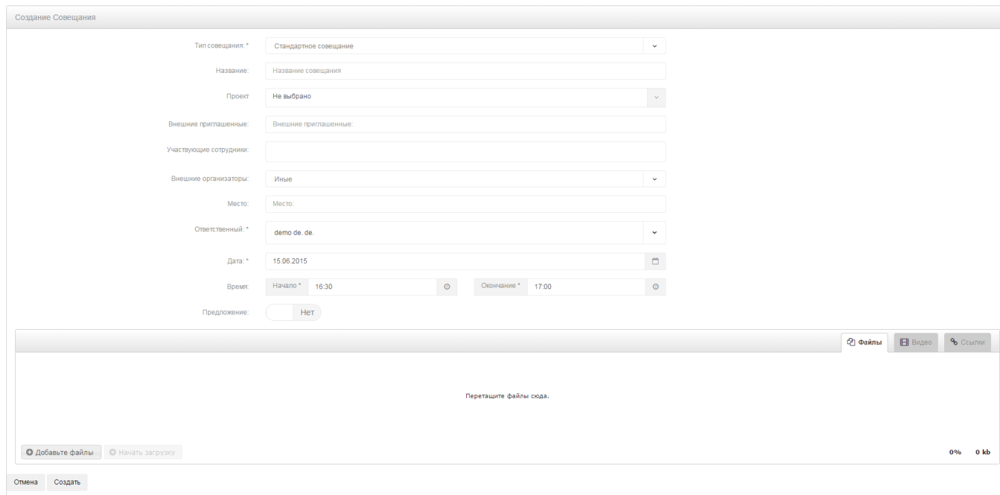 Создание Совещания
Тип совещания: * Стандартное совещание
Название: Название совещания
Проект Не выбрано
Внешние приглашенные: Внешние приглашенные:
Участвующие сотрудники:
Внешние организаторы: Иные
Место: Место:
Ответственный: * demo de. de.
Дата: * 15.06.2015
Время: Начало * 16:30 Окончание * 17:00
Предложение: Нет
Файлы Видео Ссылки
Перетащите файлы сюда.
Добавьте файлы Начать загрузку 0% 0 kb
Отмена Создать